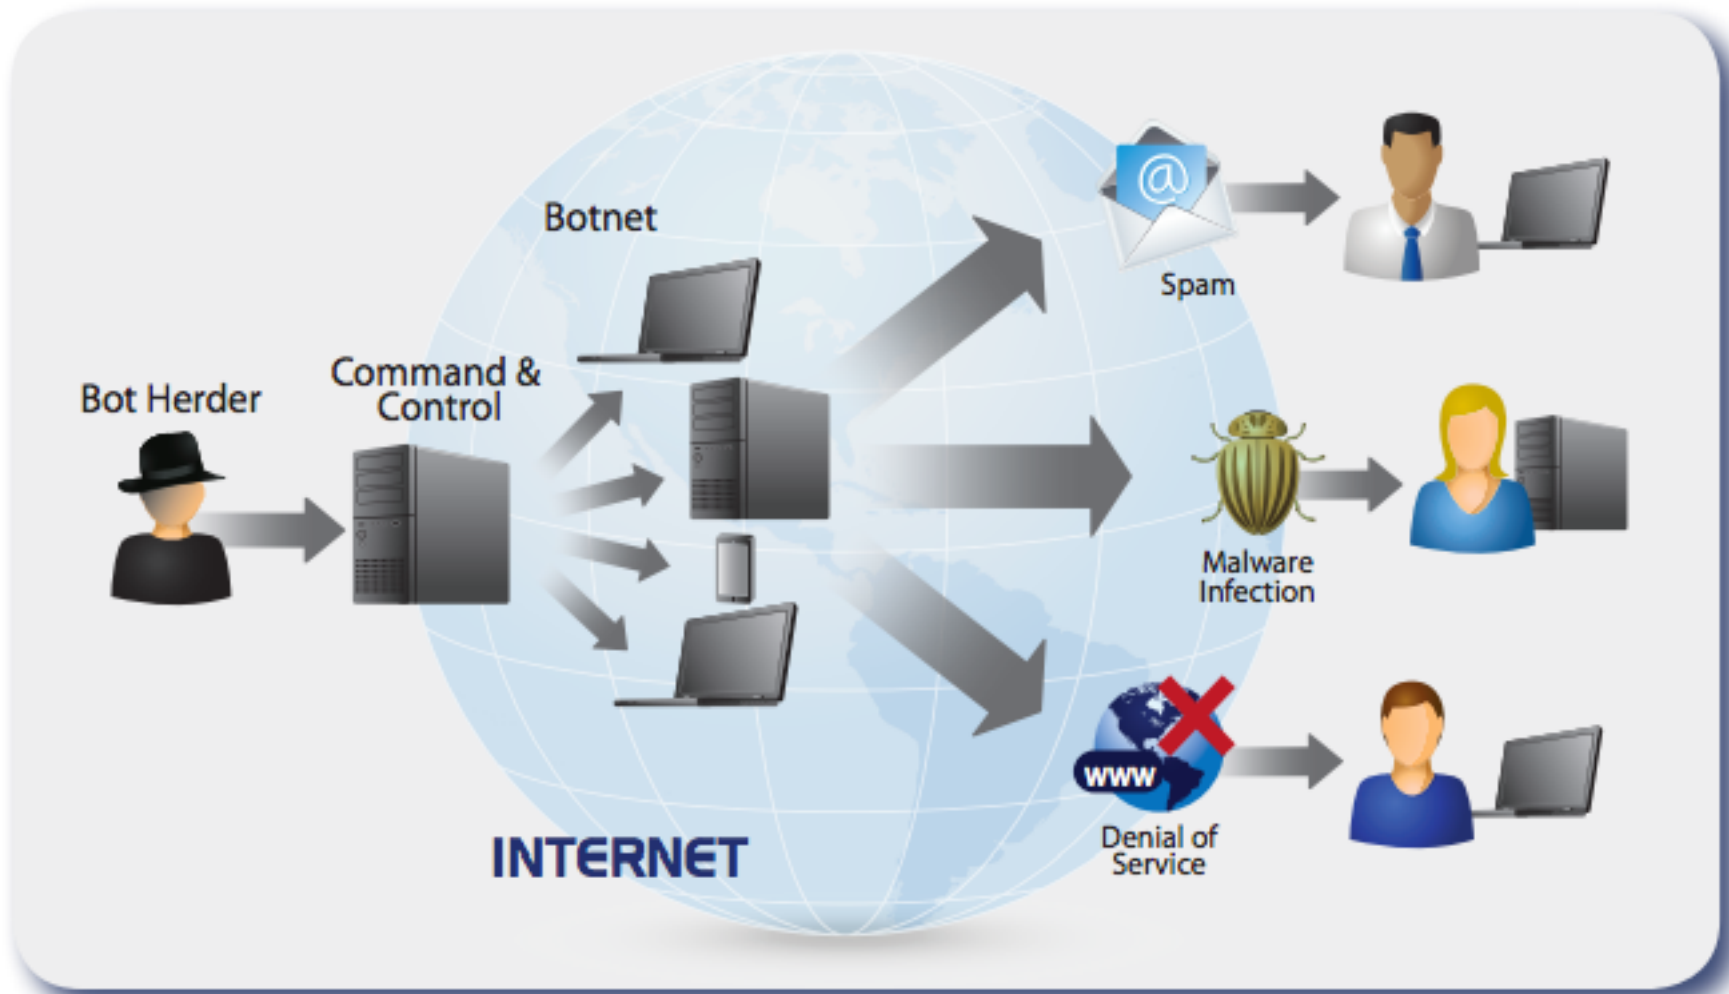 Botnet
Spam
Command &
Control
Bot Herder
@
Malware
Infection
www
Denial of
Service
INTERNET